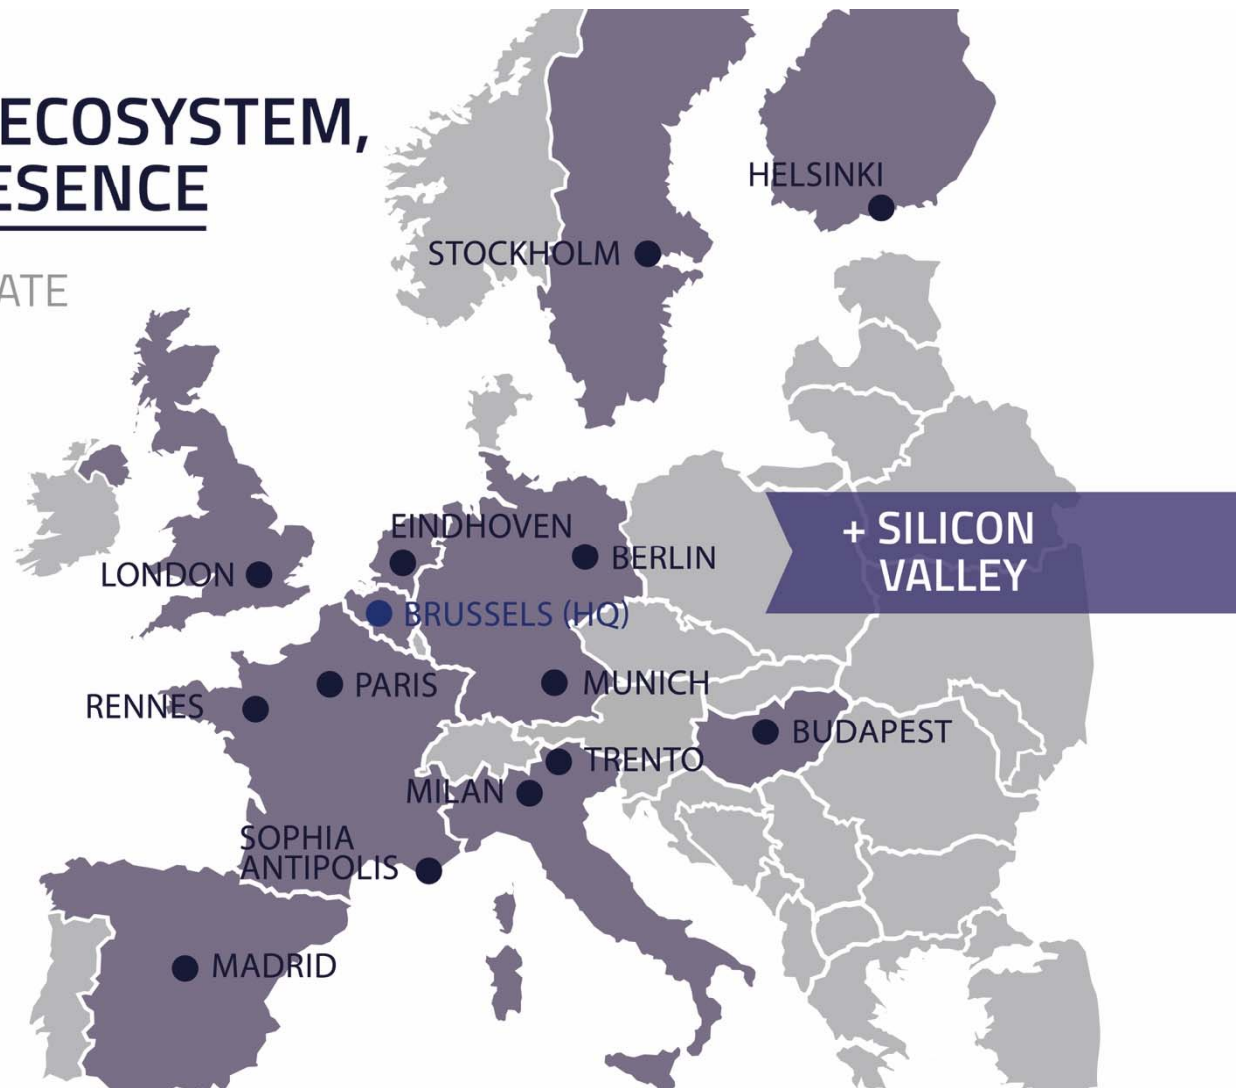 ECOSYSTEM,
ESENCE
ATE
HELSINKI
STOCKHOLM
EINDHOVEN
BERLIN
+ SILICON
VALLEY
LONDON
BRUSSELS (HQ)
PARIS
MUNICH
RENNES
BUDAPEST
TRENTO
MILAN
SOPHIA
ANTIPOLIS
MADRID